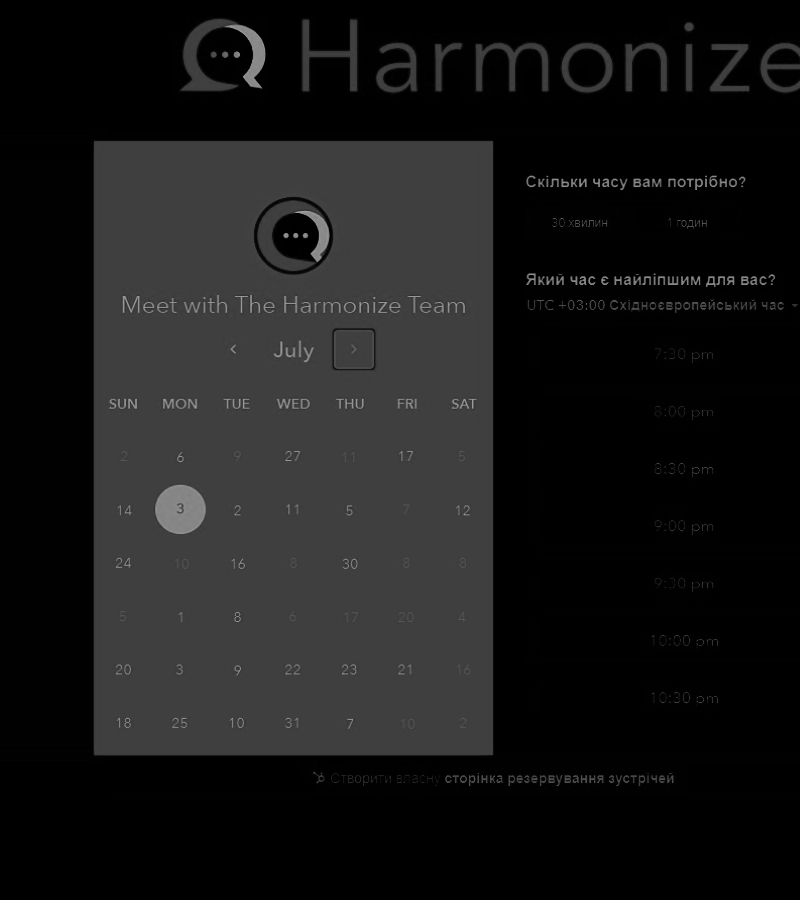 Harmonize
Meet with The Harmonize Team
July
SUN MON TUE WED THU FRI SAT
2 6 9 27 11 17 5
14 3 2 11 5 7 12
24 10 16 8 30 8 8
5 1 8 6 17 20 4
20 3 9 22 23 21 16
18 25 10 31 7 10 2
Скільки часу вам потрібно?
30 хвилин 1 годин
Який час є найліпшим для вас?
UTC +03:00 Східноєвропейський час
7:30 pm
8:00 pm
8:30 pm
9:00 pm
9:30 pm
10:00 pm
10:30 pm
Створити власну сторінка резервування зустрічей